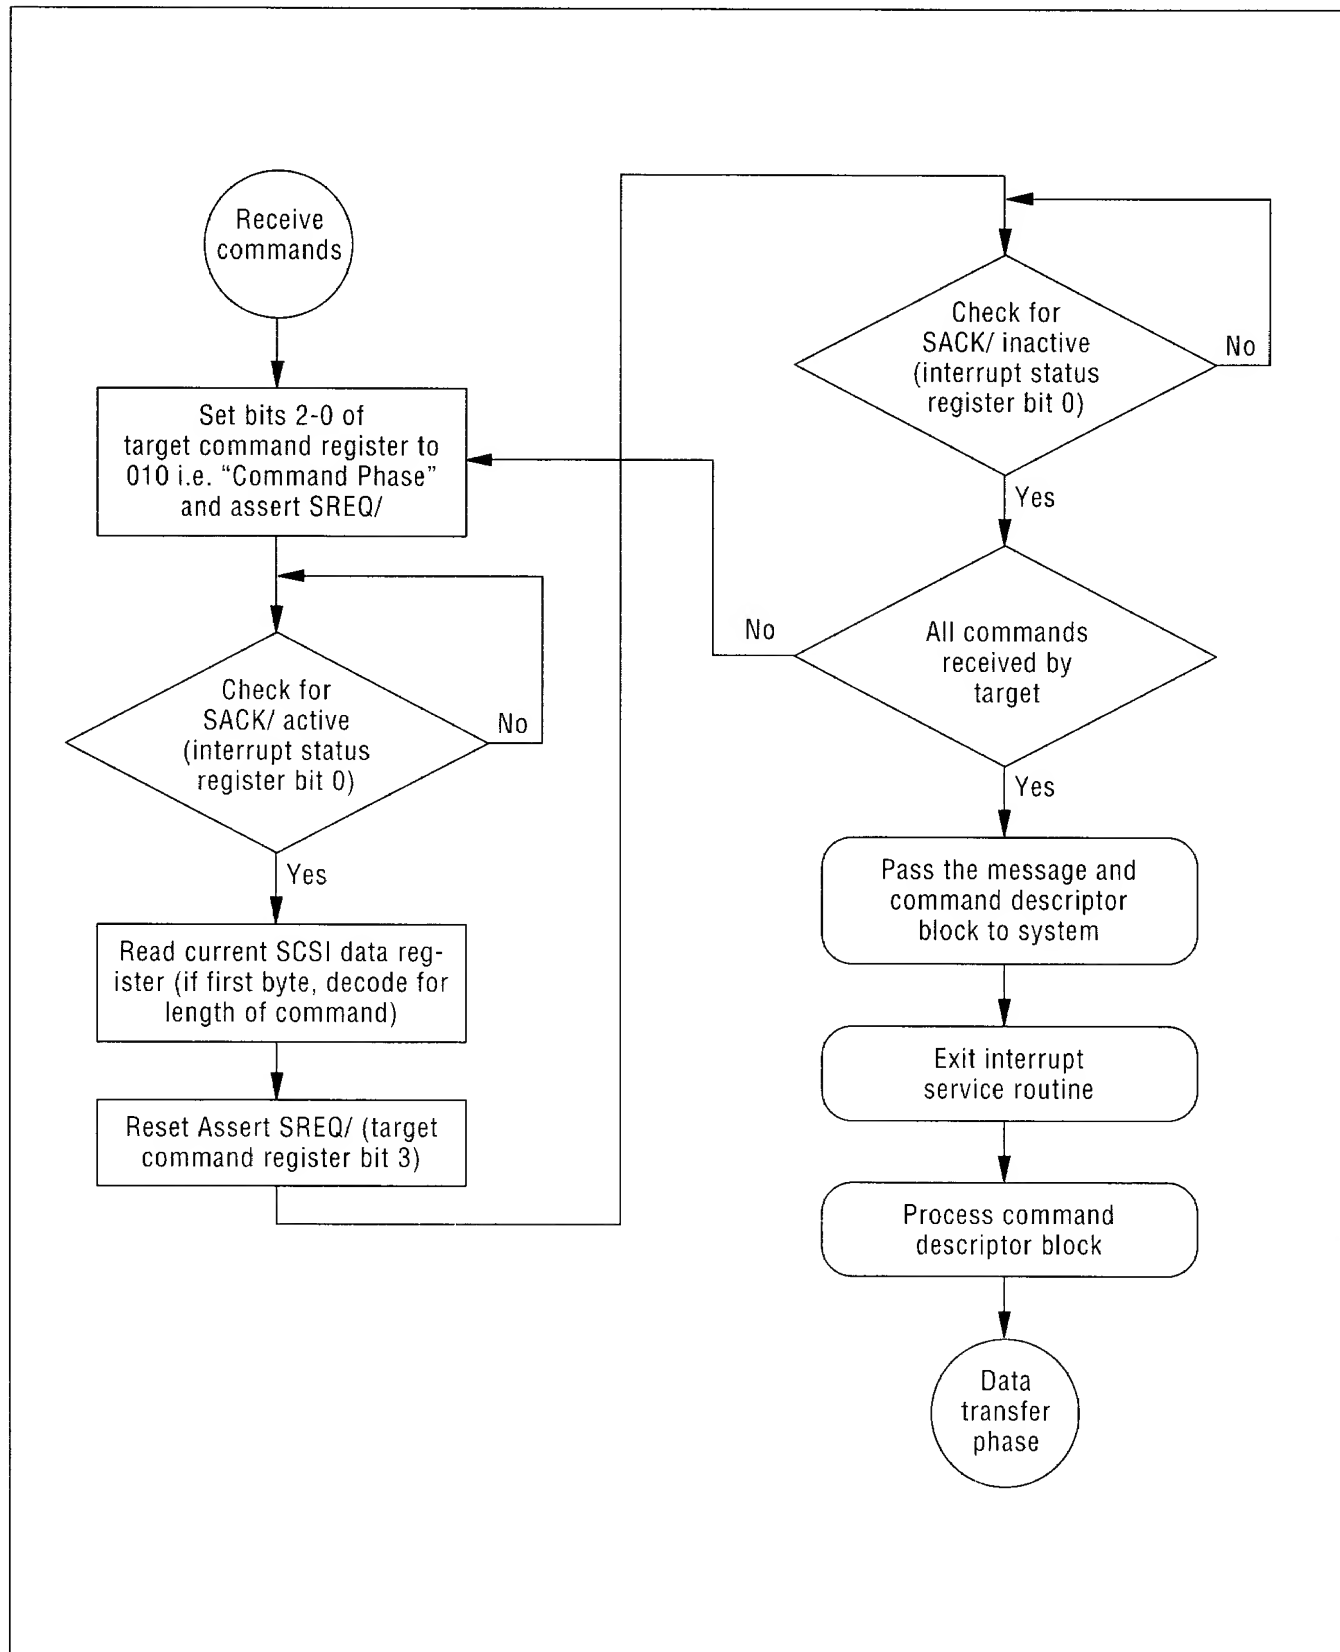 Receive
commands
Set bits 2-0 of
target command register to
010 i.e. “Command Phase”
and assert SREQ/
Check for
SACK/ active
(interrupt status
register bit 0)
No
Yes
Read current SCSI data reg-
ister (if first byte, decode for
length of command)
Reset Assert SREQ/ (target
command register bit 3)
Check for
SACK/ inactive
(interrupt status
register bit 0)
No
Yes
All commands
received by
target
No
Yes
Pass the message and
command descriptor
block to system
Exit interrupt
service routine
Process command
descriptor block
Data
transfer
phase